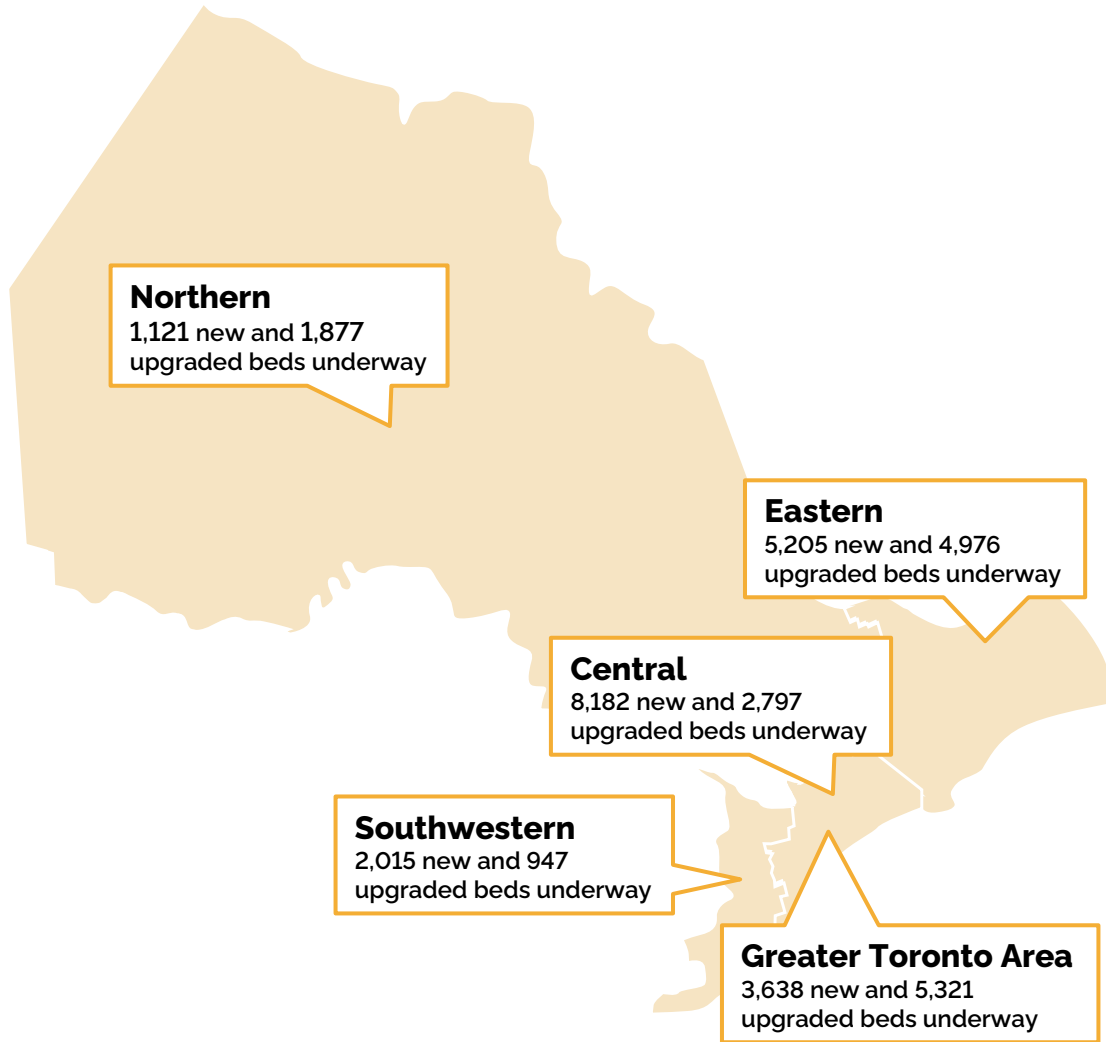 Northern
1,121 new and 1,877
upgraded beds underway
Eastern
5,205 new and 4,976
upgraded beds underway
Central
8,182 new and 2,797
upgraded beds underway
Southwestern
2,015 new and 947
upgraded beds underway
Greater Toronto Area
3,638 new and 5,321
upgraded beds underway